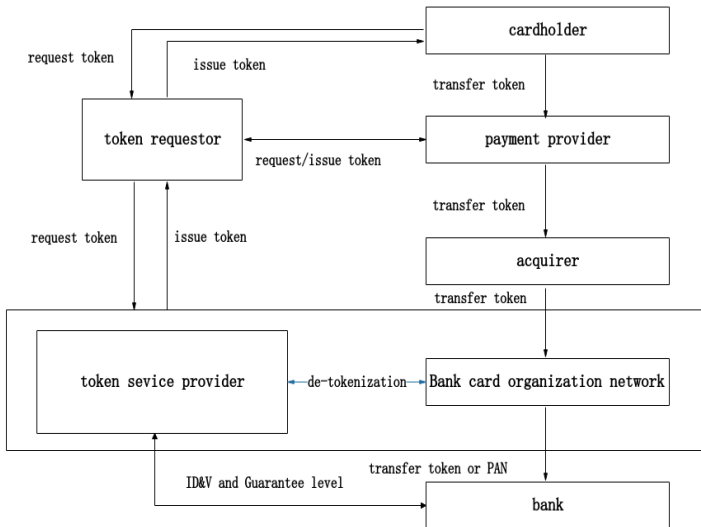 cardholder
request token
issue token
transfer token
token requestor
payment provider
request/issue token
transfer token
request token
issue token
acquirer
transfer token
token sevice provider
de-tokenization
Bank card organization network
transfer token or PAN
ID&V and Guarantee level
bank